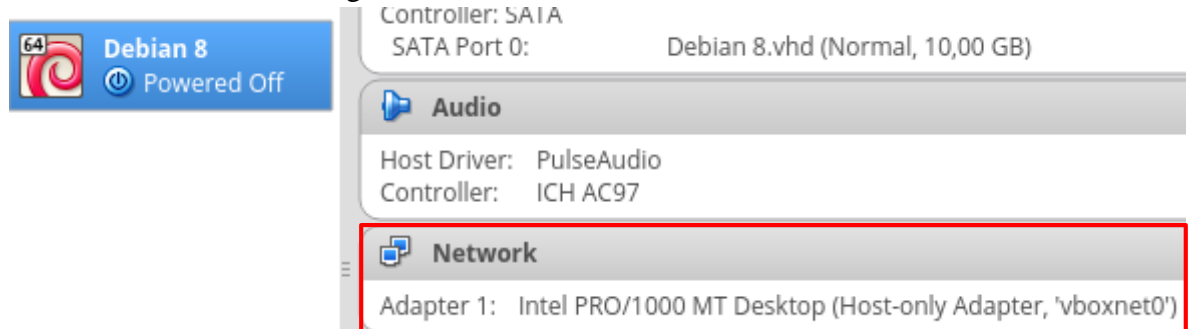 64
Debian 8
Powered Off
Controller: SATA
SATA Port 0: Debian 8.vhd (Normal, 10,00 GB)
Audio
Host Driver: PulseAudio
Controller: ICH AC97
Network
Adapter 1: Intel PRO/1000 MT Desktop (Host-only Adapter, 'vboxnet0')